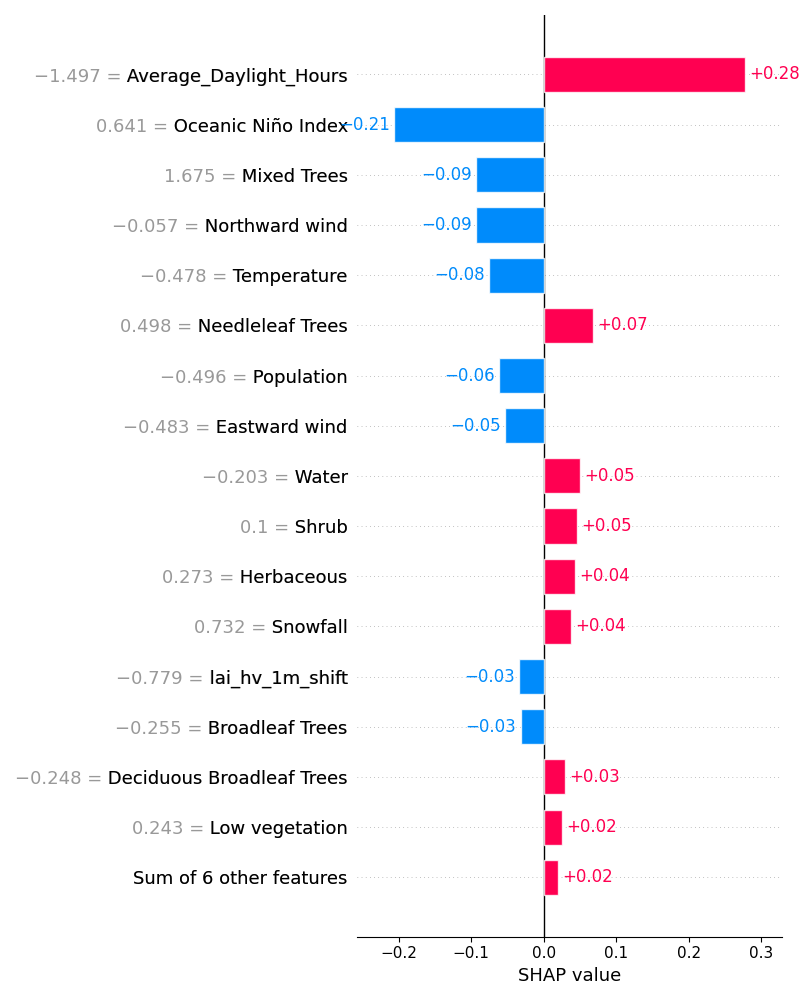 −1.497 = Average_Daylight_Hours +0.28
0.641 = Oceanic Niño Index −0.21
1.675 = Mixed Trees −0.09
−0.057 = Northward wind −0.09
−0.478 = Temperature −0.08
0.498 = Needleleaf Trees +0.07
−0.496 = Population −0.06
−0.483 = Eastward wind −0.05
−0.203 = Water +0.05
0.1 = Shrub +0.05
0.273 = Herbaceous +0.04
0.732 = Snowfall +0.04
−0.779 = lai_hv_1m_shift −0.03
−0.255 = Broadleaf Trees −0.03
−0.248 = Deciduous Broadleaf Trees +0.03
0.243 = Low vegetation +0.02
Sum of 6 other features +0.02
−0.2 −0.1 0.0 0.1 0.2 0.3
SHAP value